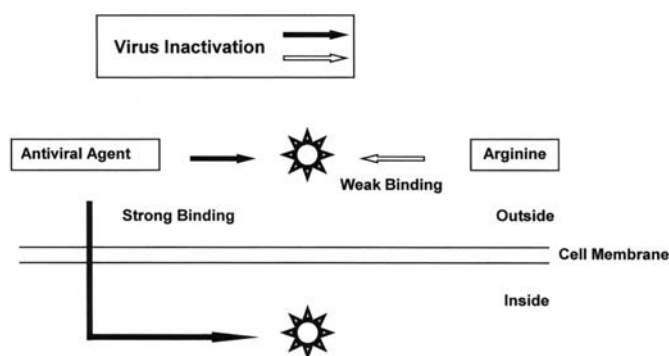 Virus Inactivation
Antiviral Agent
Arginine
Weak Binding
Strong Binding
Outside
Cell Membrane
Inside